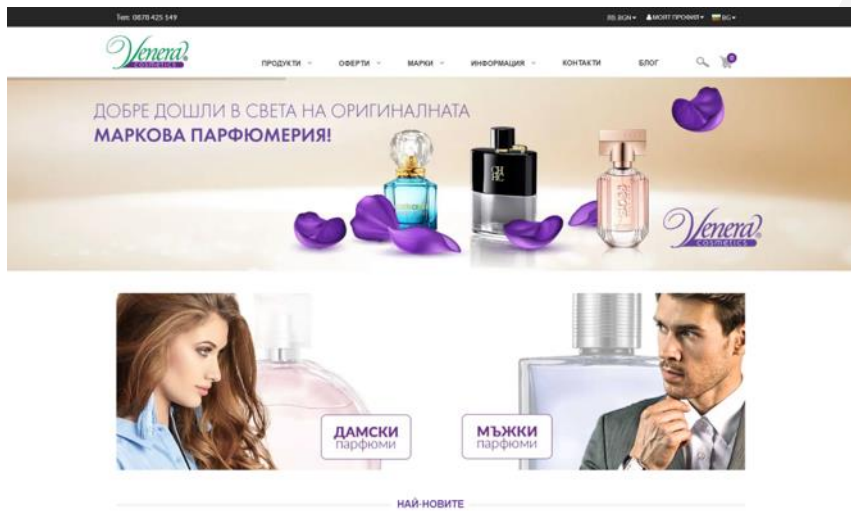 Тел: 0878 425 149
BGN
МОЯТ ПРОФИЛ
BG
Venera®
cosmetics
ПРОДУКТИ
ОФЕРТИ
МАРКИ
ИНФОРМАЦИЯ
КОНТАКТИ
БЛОГ
0
ДОБРЕ ДОШЛИ В СВЕТА НА ОРИГИНАЛНАТА
МАРКОВА ПАРФЮМЕРИЯ!
Venera®
cosmetics
ДАМСКИ
парфюми
МЪЖКИ
парфюми
НАЙ-НОВИТЕ